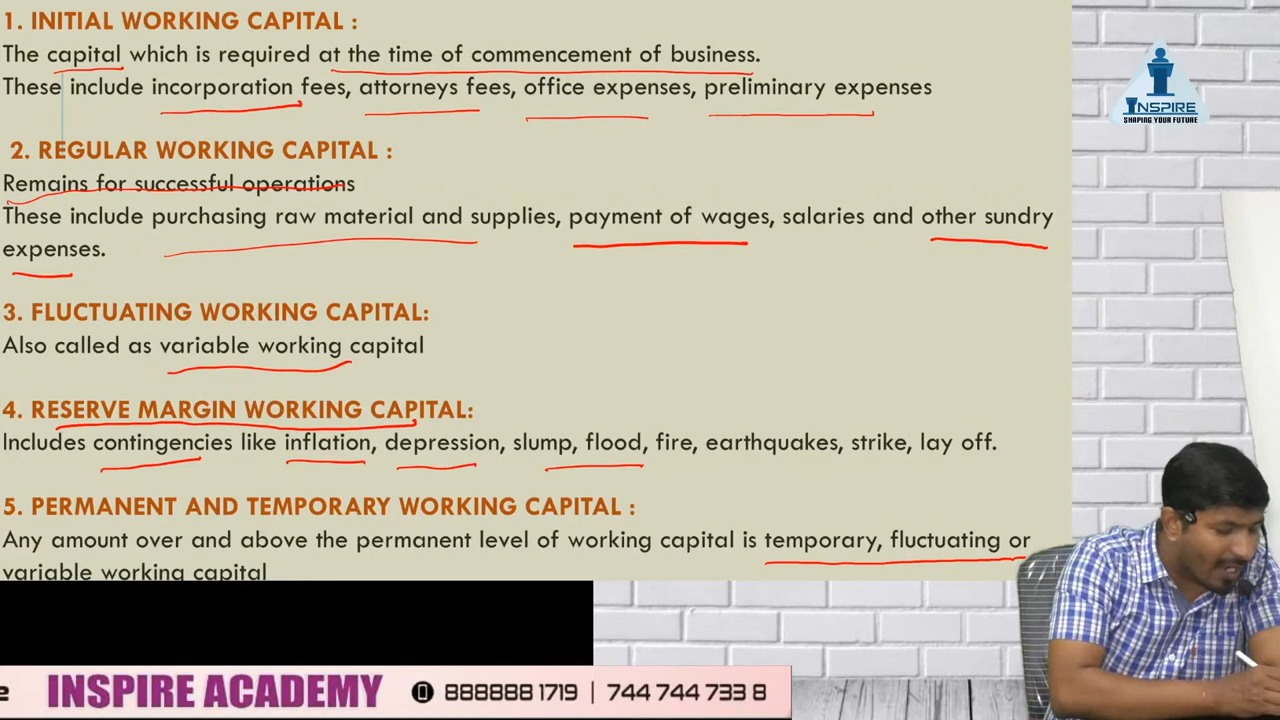 1. INITIAL WORKING CAPITAL :
The capital which is required at the time of commencement of business.
These include incorporation fees, attorneys fees, office expenses, preliminary expenses
2. REGULAR WORKING CAPITAL :
Remains for successful operations
These include purchasing raw material and supplies, payment of wages, salaries and other sundry
expenses.
3. FLUCTUATING WORKING CAPITAL:
Also called as variable working capital
4. RESERVE MARGIN WORKING CAPITAL:
Includes contingencies like inflation, depression, slump, flood, fire, earthquakes, strike, lay off.
5. PERMANENT AND TEMPORARY WORKING CAPITAL :
Any amount over and above the permanent level of working capital is temporary, fluctuating or
variable working capital
INSPIRE
SHAPING YOUR FUTURE
e INSPIRE ACADEMY 888888 1719 | 744 744 733 8